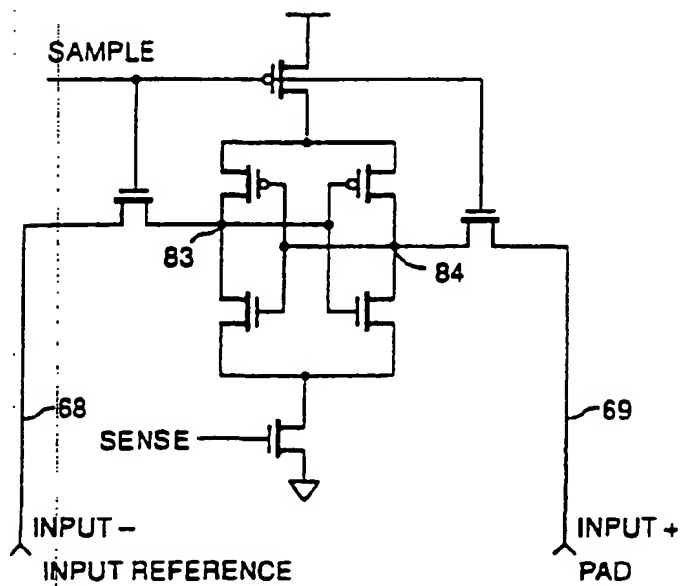 SAMPLE
83
84
68
69
SENSE
INPUT –
INPUT REFERENCE
INPUT +
PAD